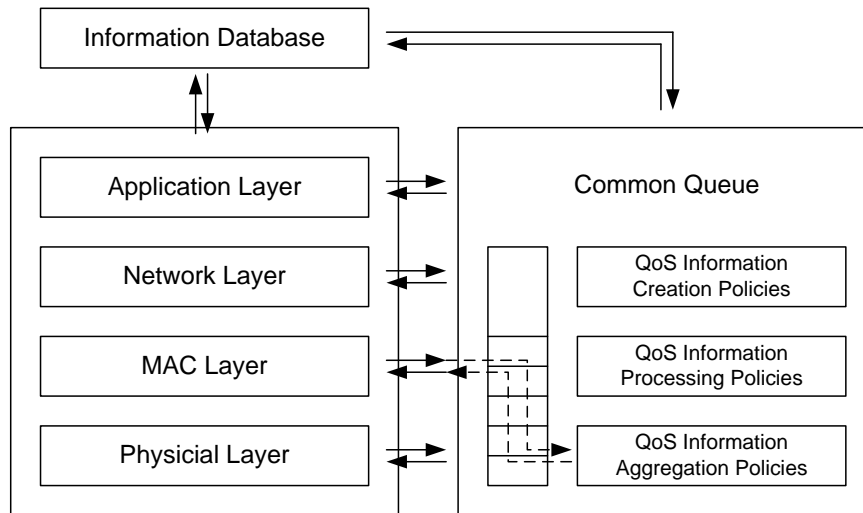 Information Database
Application Layer
Network Layer
MAC Layer
Physicial Layer
Common Queue
QoS Information
Creation Policies
QoS Information
Processing Policies
QoS Information
Aggregation Policies